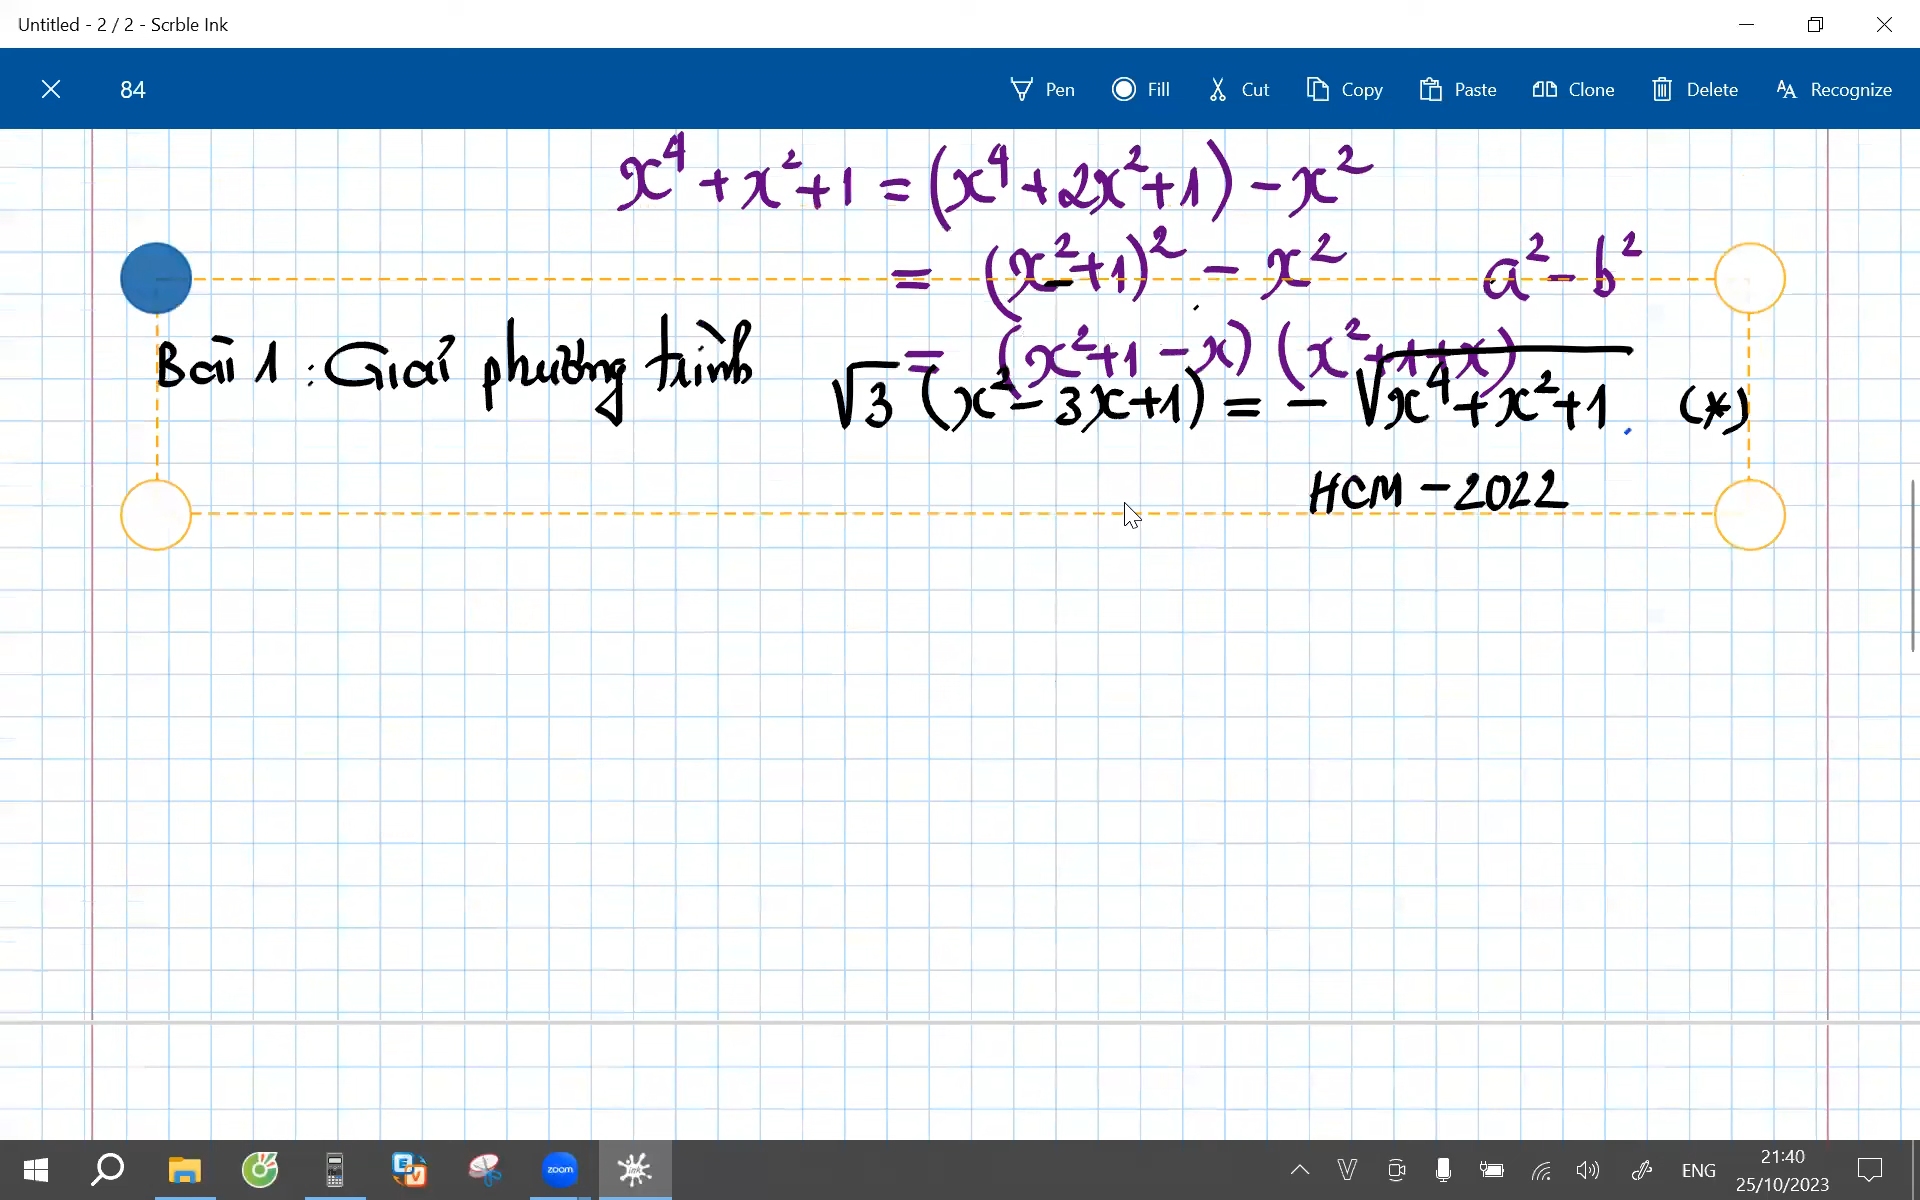 Untitled - 2 / 2 - Scrble Ink
84 Pen Fill Cut Copy Paste Clone Delete Recognize
x⁴ + x² + 1 = (x⁴ + 2x² + 1) - x²
= (x² + 1)² - x² a² - b²
= (x² + 1 - x) (x² + 1 + x)
Bài 1 : Giải phương trình √3 (x² - 3x + 1) = - √(x⁴ + x² + 1) . (*)
HCM - 2022
zoom ink ENG 21:40
25/10/2023